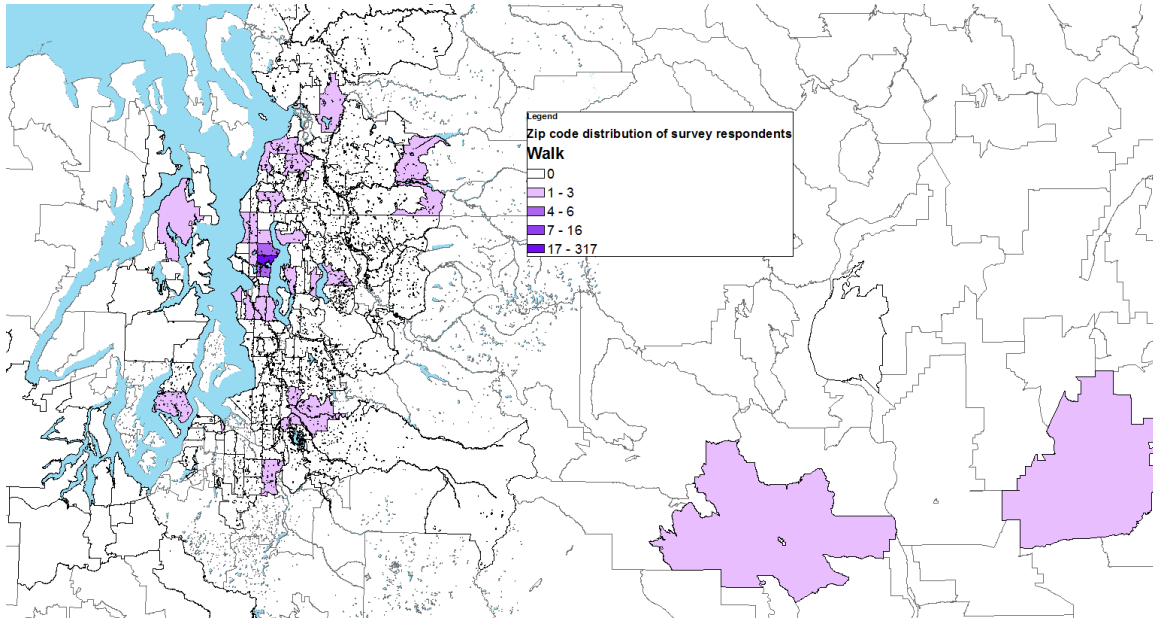 Legend
Zip code distribution of survey respondents
Walk
0
1 - 3
4 - 6
7 - 16
17 - 317